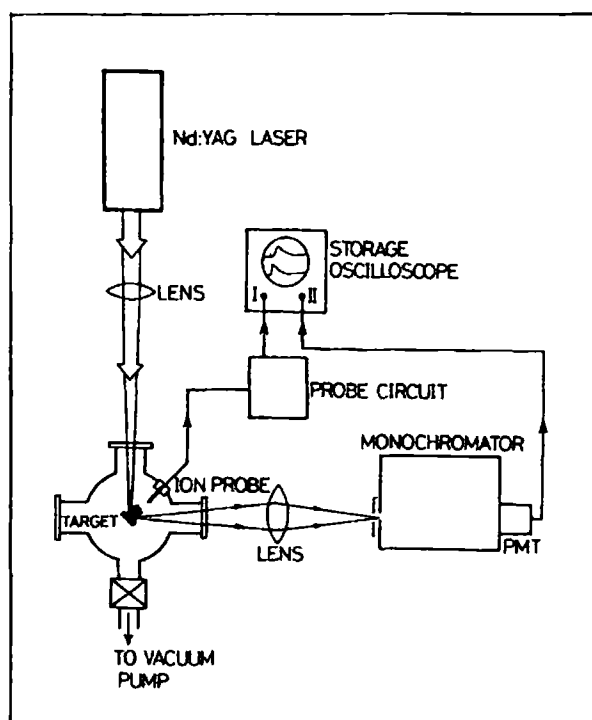 Nd:YAG LASER
LENS
STORAGE
OSCILLOSCOPE
I
II
PROBE CIRCUIT
MONOCHROMATOR
ION PROBE
TARGET
LENS
PMT
TO VACUUM
PUMP